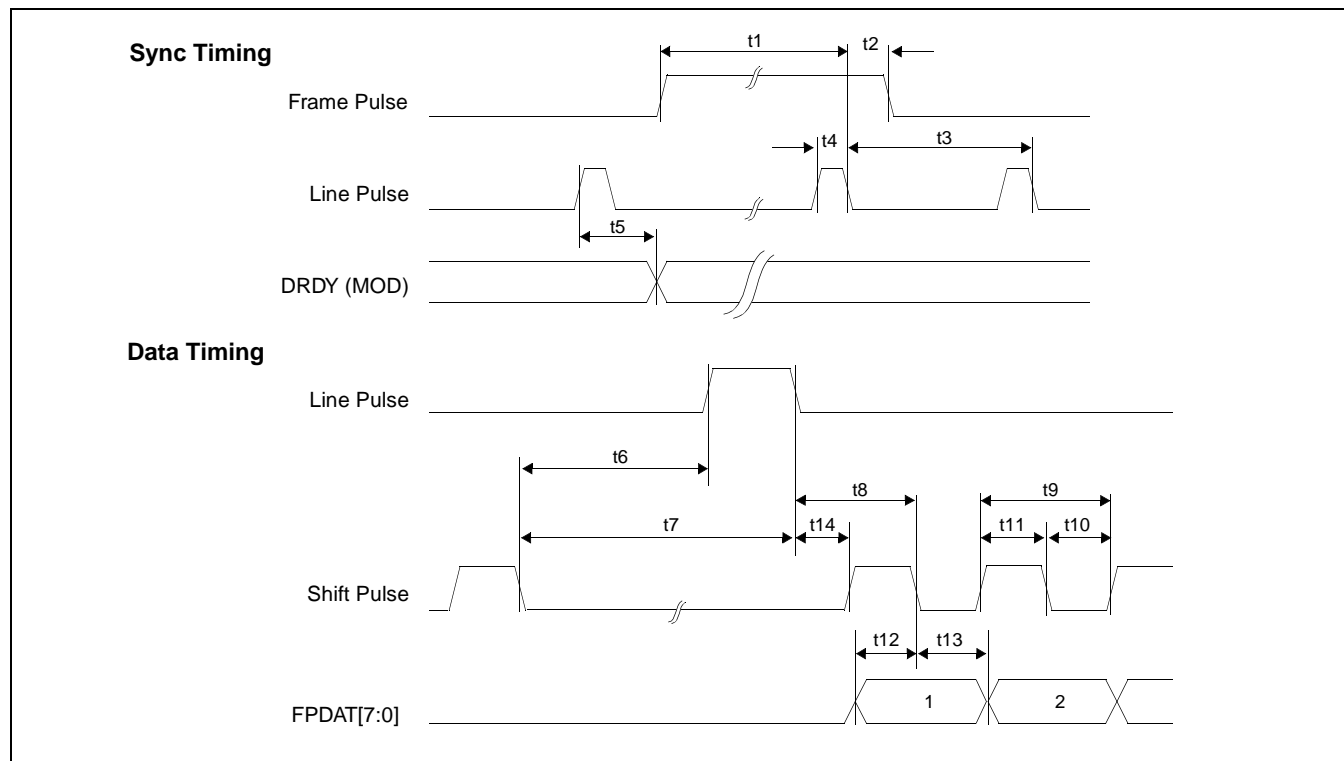 Sync Timing
t1
t2
Frame Pulse
t4
t3
Line Pulse
t5
DRDY (MOD)
Data Timing
Line Pulse
t6
t8
t9
t7
t14
t11
t10
Shift Pulse
t12
t13
FPDAT[7:0]
1
2